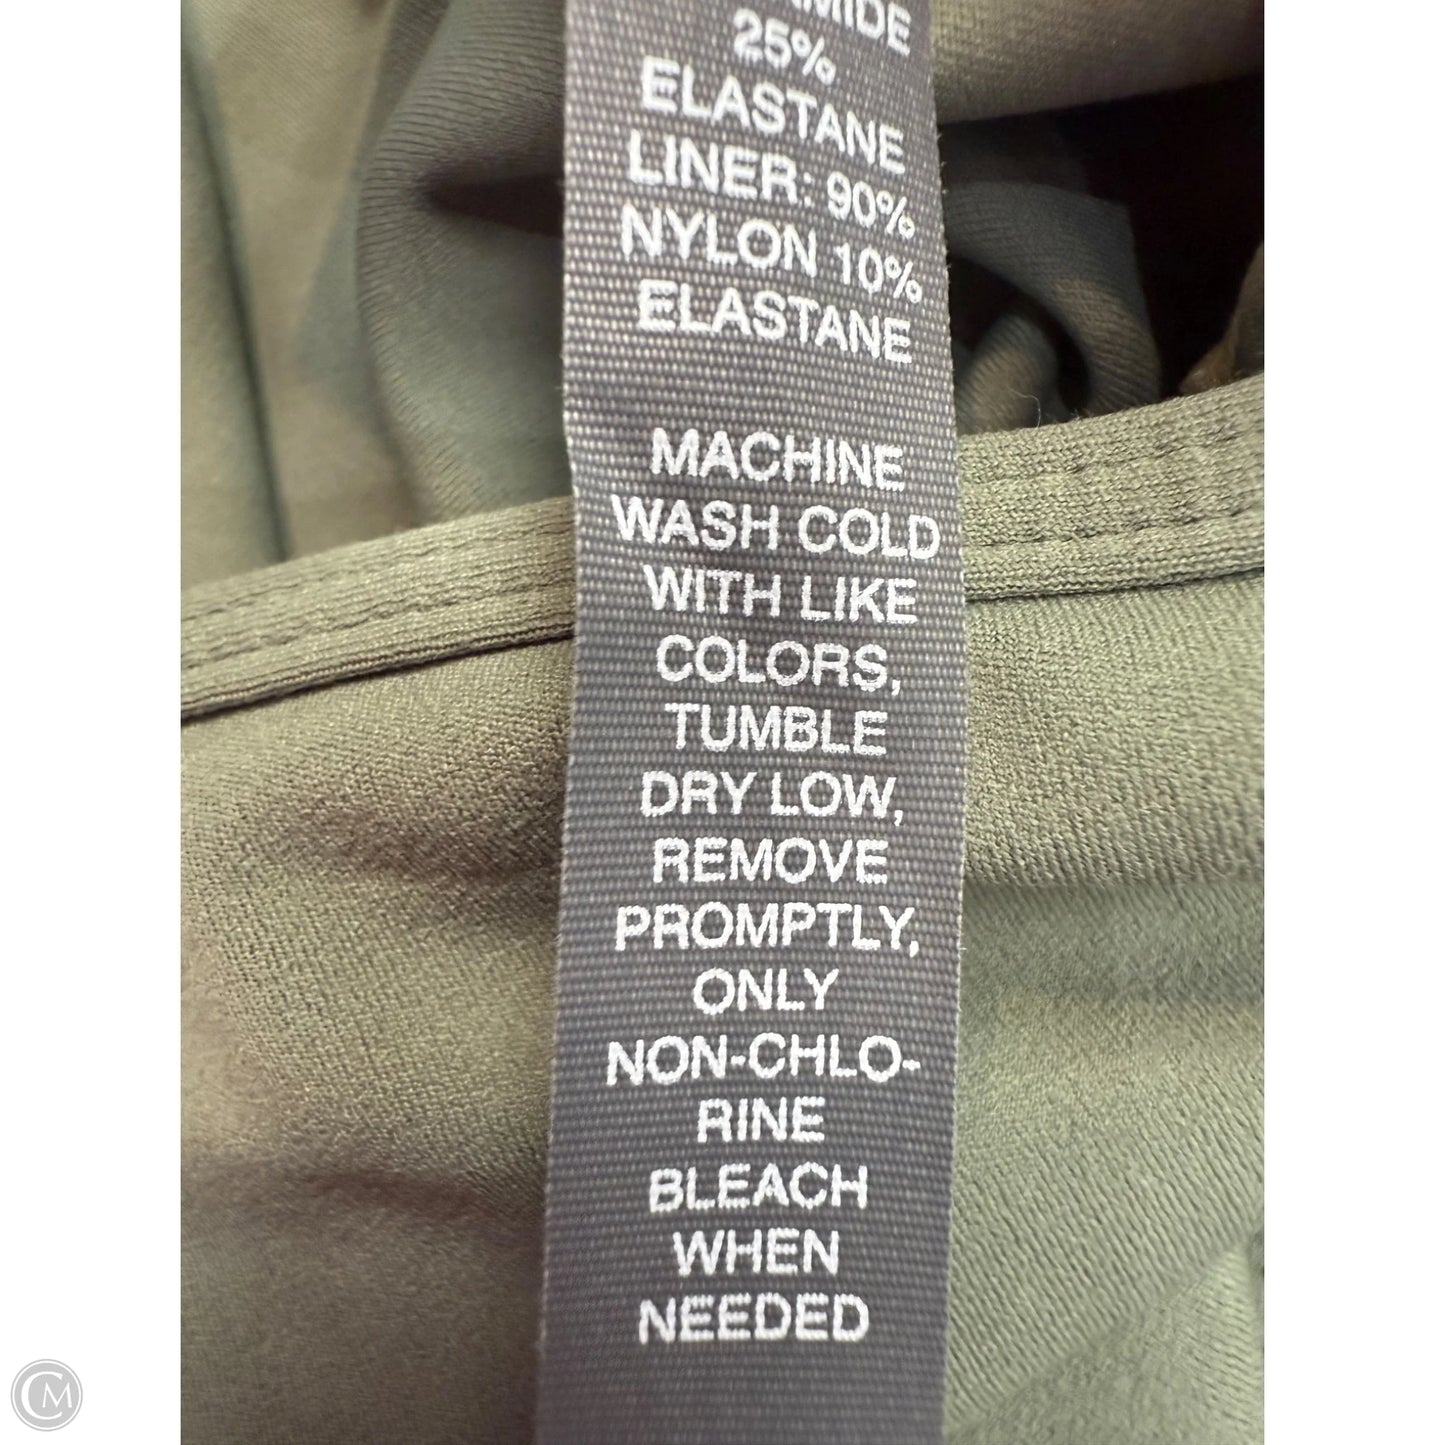 25%
ELASTANE
LINER: 90%
NYLON 10%
ELASTANE
MACHINE
WASH COLD
WITH LIKE
COLORS,
TUMBLE
DRY LOW,
REMOVE
PROMPTLY,
ONLY
NON-CHLO-
RINE
BLEACH
WHEN
NEEDED
CM